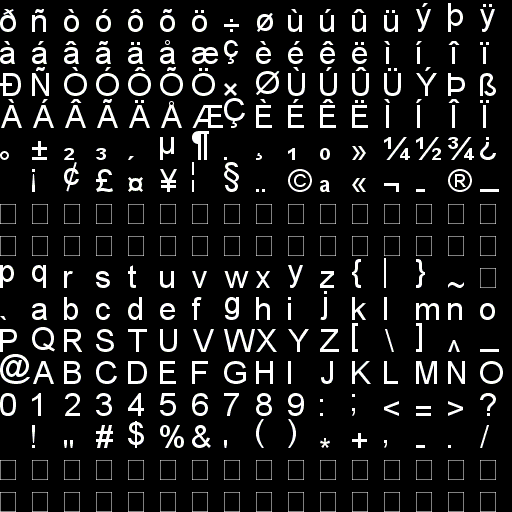 ð ñ ò ó ô õ ö ÷ ø ù ú û ü ý þ ÿ
à á â ã ä å æ ç è é ê ë ì í î ï
Ð Ñ Ò Ó Ô Õ Ö × Ø Ù Ú Û Ü Ý Þ ß
À Á Â Ã Ä Å Æ Ç È É Ê Ë Ì Í Î Ï
° ± ² ³ ´ µ ¶ · ¸ ¹ º » ¼ ½ ¾ ¿
¡ ¢ £ ¤ ¥ ¦ § ¨ © ª « ¬ - ® ¯
p q r s t u v w x y z { | } ~
` a b c d e f g h i j k l m n o
P Q R S T U V W X Y Z [ \ ] ^ _
@ A B C D E F G H I J K L M N O
0 1 2 3 4 5 6 7 8 9 : ; < = > ?
! " # $ % & ' ( ) * + , - . /